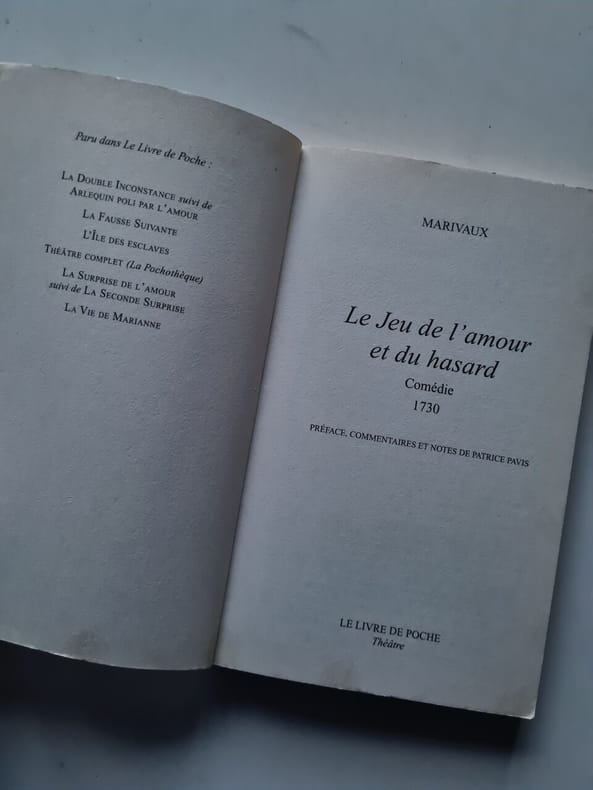 Paru dans Le Livre de Poche :
LA DOUBLE INCONSTANCE suivi de
ARLEQUIN POLI PAR L'AMOUR
LA FAUSSE SUIVANTE
L'ÎLE DES ESCLAVES
THÉÂTRE COMPLET (La Pochothèque)
LA SURPRISE DE L'AMOUR
suivi de LA SECONDE SURPRISE
LA VIE DE MARIANNE
MARIVAUX
Le Jeu de l'amour
et du hasard
Comédie
1730
PRÉFACE, COMMENTAIRES ET NOTES DE PATRICE PAVIS
LE LIVRE DE POCHE
Théâtre